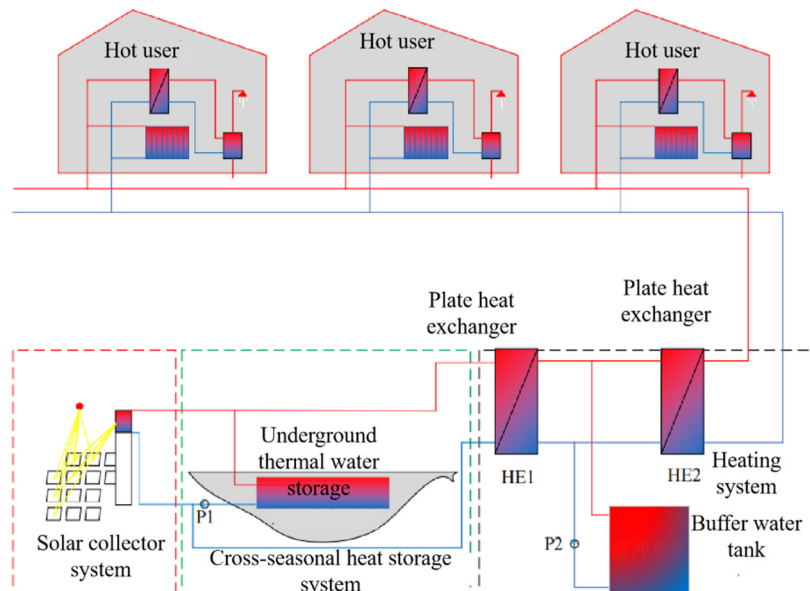 Hot user
Hot user
Hot user
Plate heat
exchanger
Plate heat
exchanger
Underground
thermal water
storage
HE1
HE2
Heating
system
P1
P2
Buffer water
tank
Solar collector
system
Cross-seasonal heat storage
system